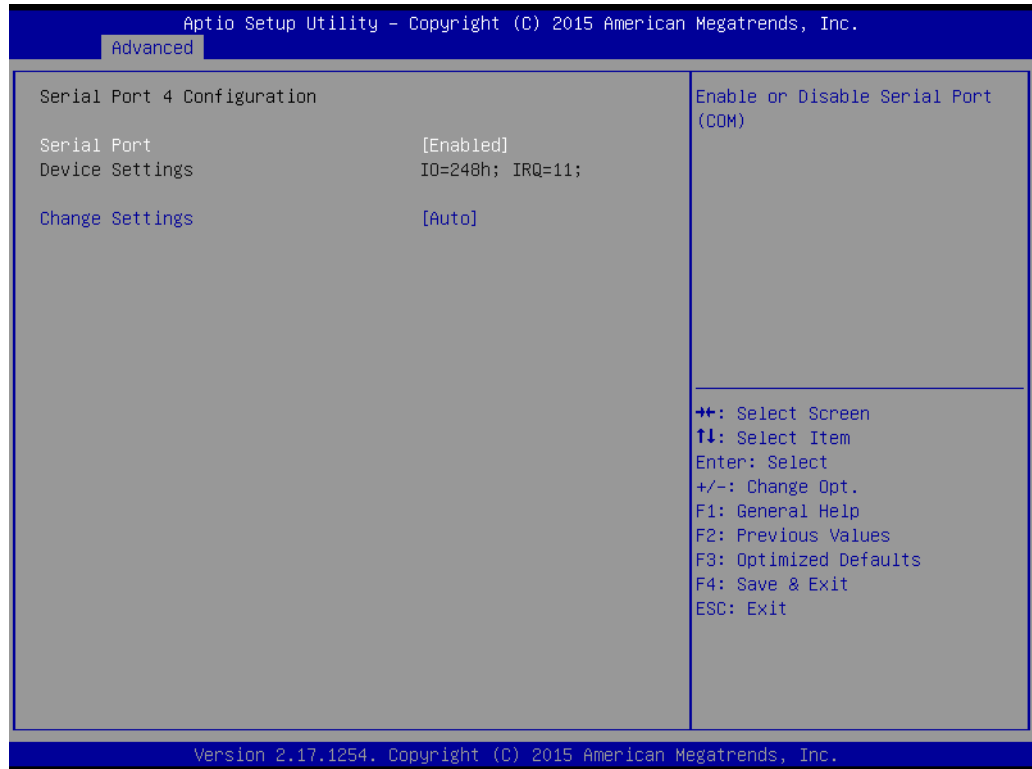 Aptio Setup Utility – Copyright (C) 2015 American Megatrends, Inc.
Advanced
Serial Port 4 Configuration
Serial Port [Enabled]
Device Settings IO=248h; IRQ=11;
Change Settings [Auto]
Enable or Disable Serial Port
(COM)
→←: Select Screen
↑↓: Select Item
Enter: Select
+/-: Change Opt.
F1: General Help
F2: Previous Values
F3: Optimized Defaults
F4: Save & Exit
ESC: Exit
Version 2.17.1254. Copyright (C) 2015 American Megatrends, Inc.